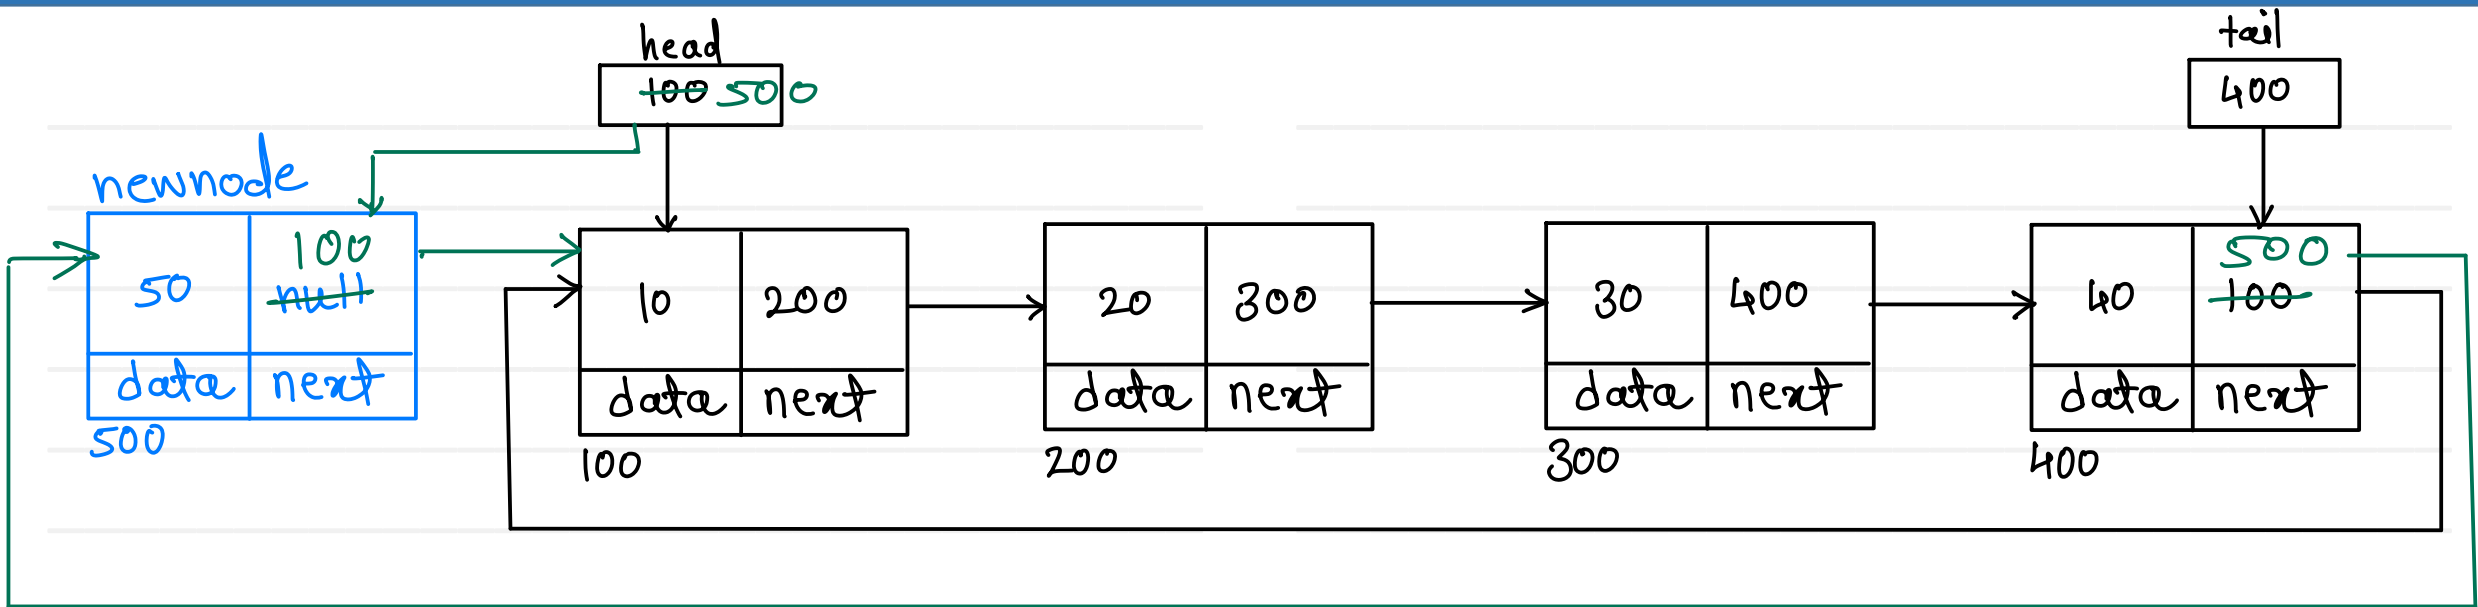 head
tail
100 500
400
newnode
50 100
null
data next
500
10 200
data next
100
20 300
data next
200
30 400
data next
300
40 500
100
data next
400